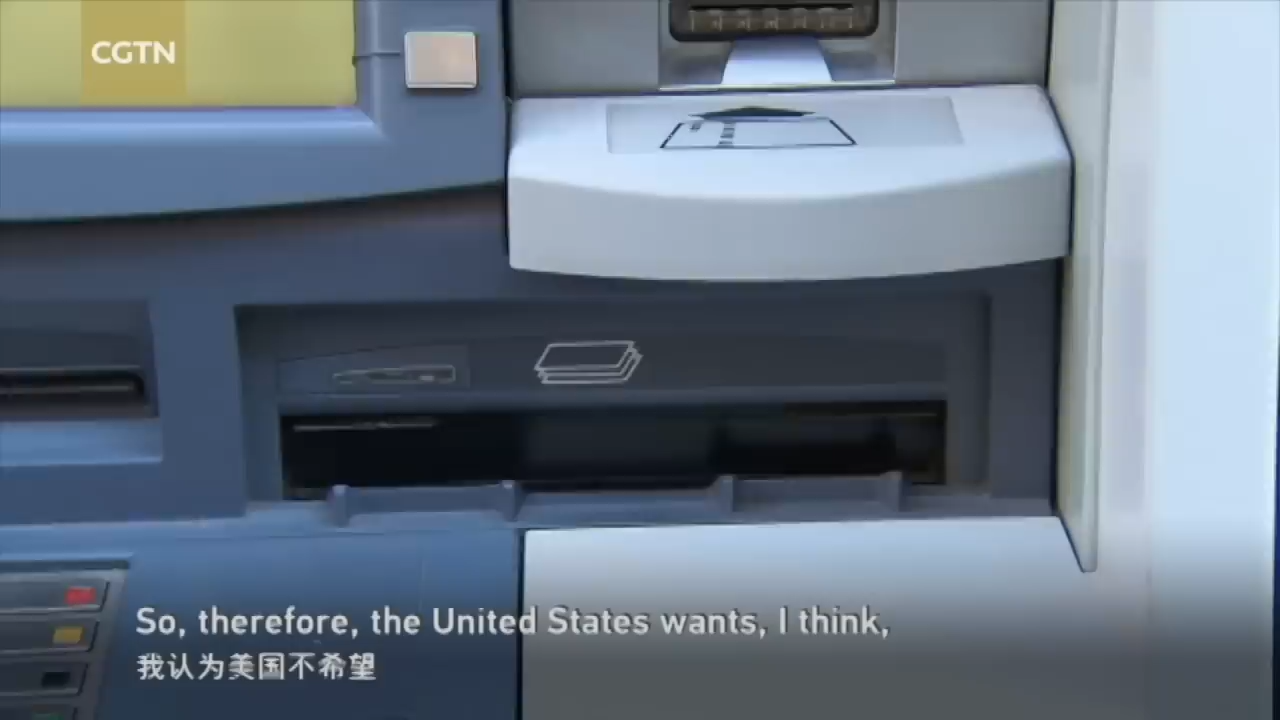 CGTN
So, therefore, the United States wants, I think,
我认为美国不希望